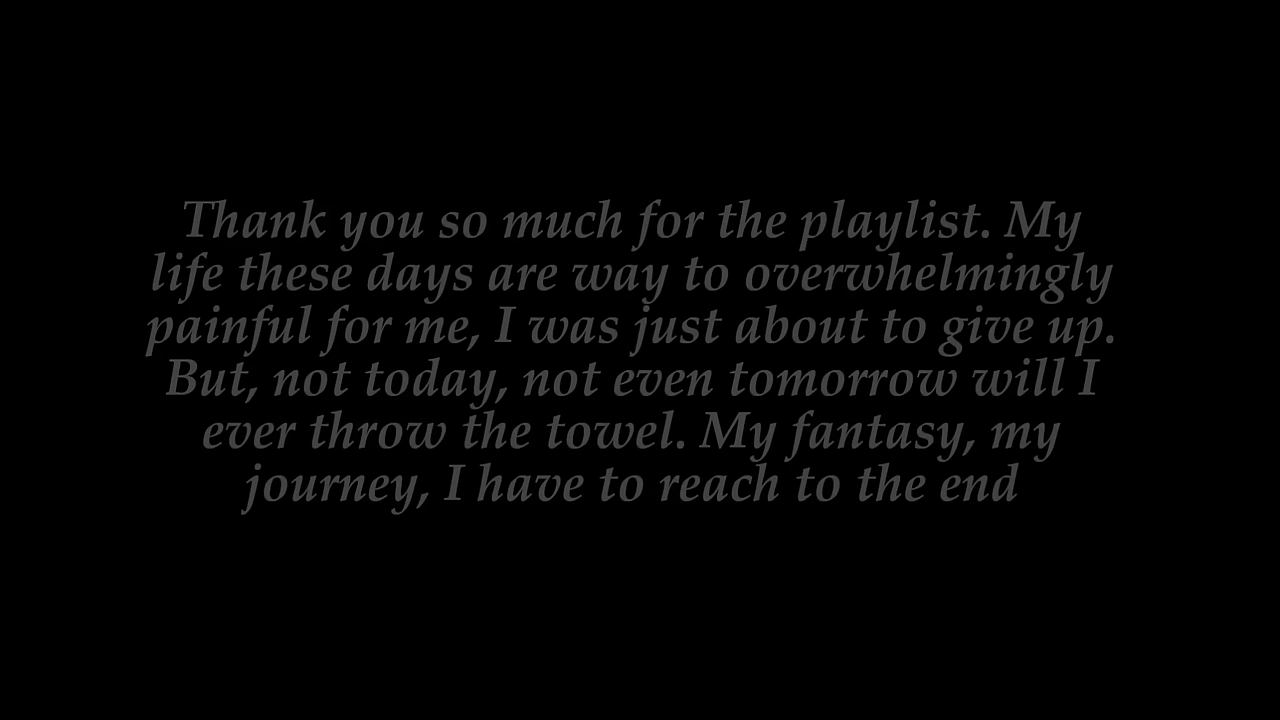 Thank you so much for the playlist. My
life these days are way to overwhelmingly
painful for me, I was just about to give up.
But, not today, not even tomorrow will I
ever throw the towel. My fantasy, my
journey, I have to reach to the end